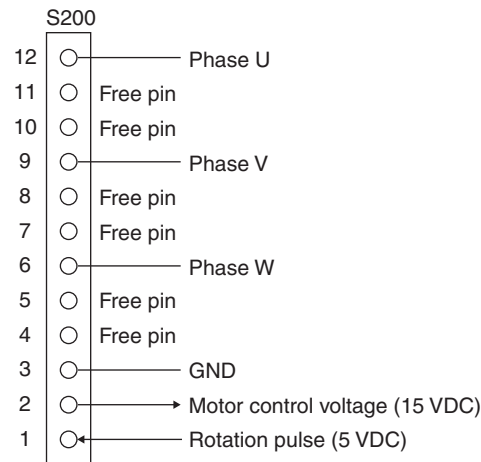 S200
12 Phase U
11 Free pin
10 Free pin
9 Phase V
8 Free pin
7 Free pin
6 Phase W
5 Free pin
4 Free pin
3 GND
2 Motor control voltage (15 VDC)
1 Rotation pulse (5 VDC)